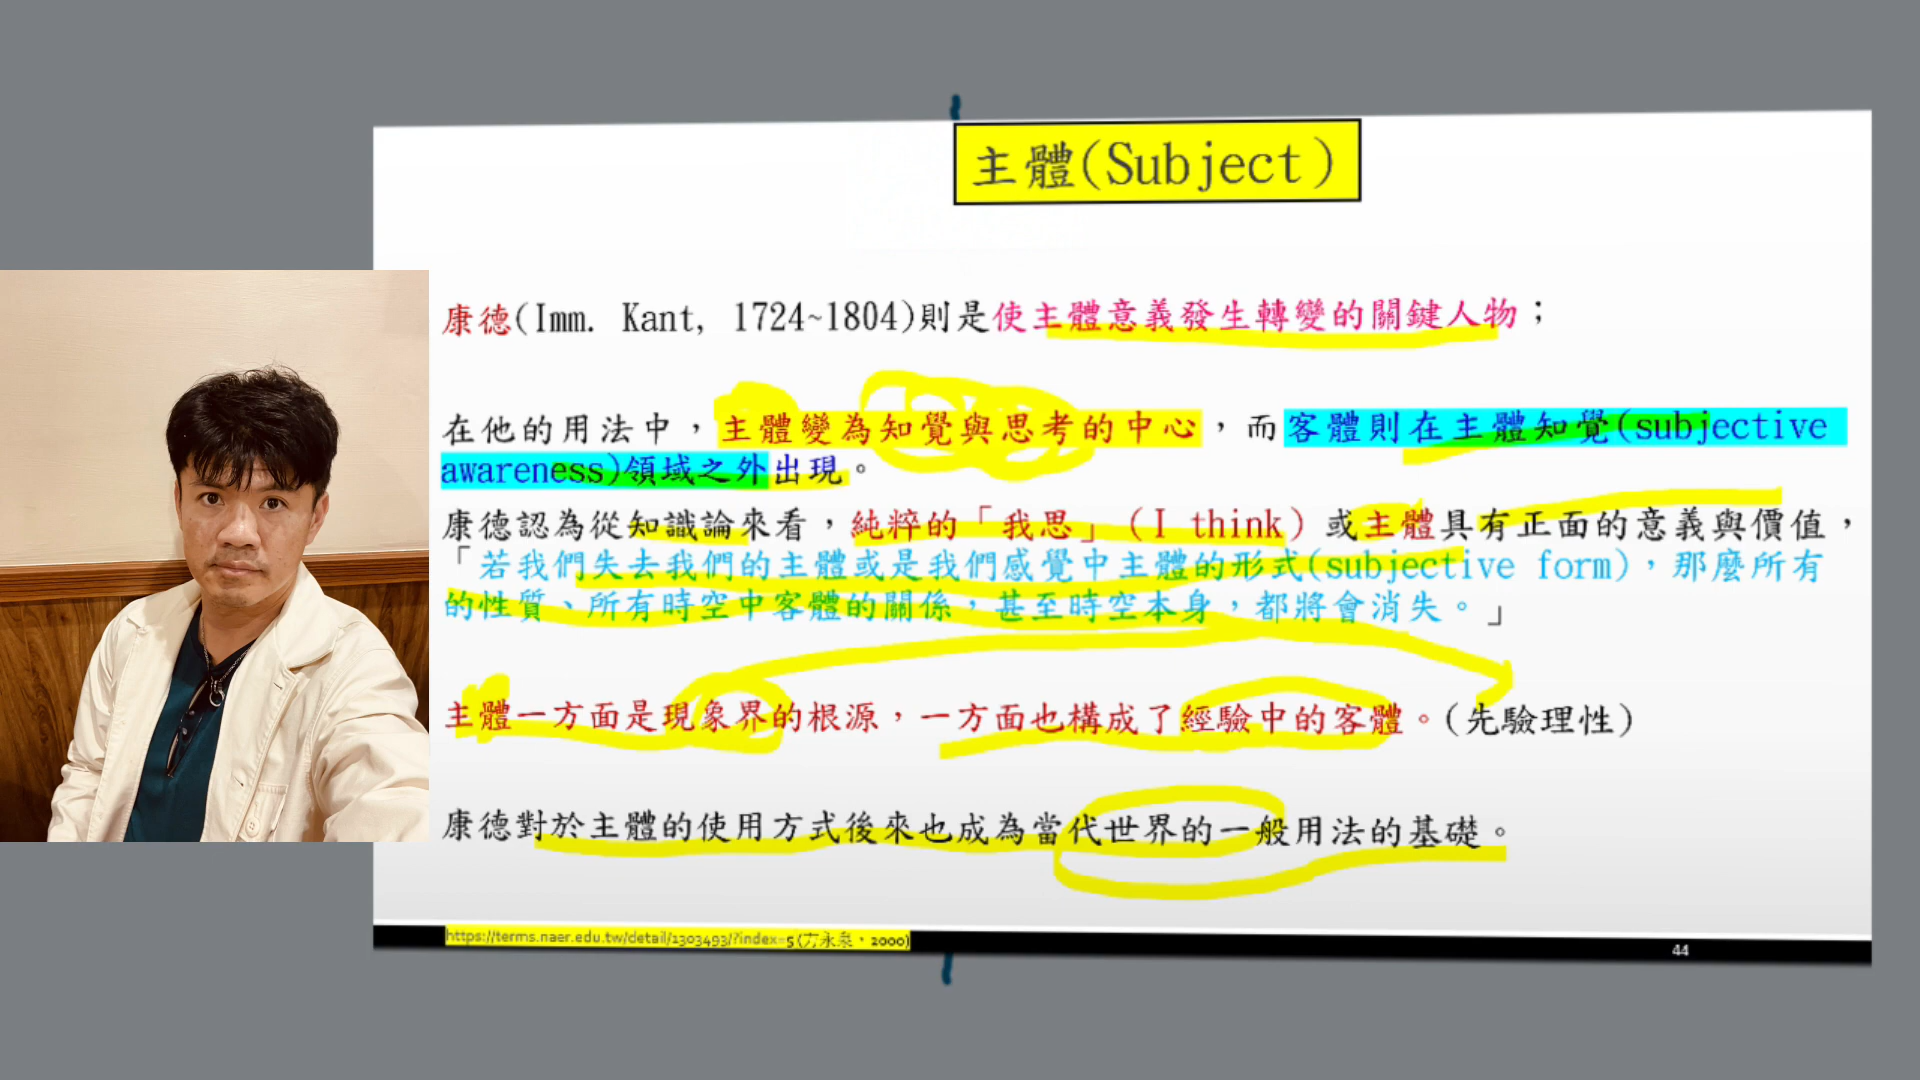 主體(Subject)
康德(Imm. Kant, 1724~1804)則是使主體意義發生轉變的關鍵人物；
在他的用法中，主體變為知覺與思考的中心，而客體則在主體知覺(subjective
awareness)領域之外出現。
康德認為從知識論來看，純粹的「我思」(I think)或主體具有正面的意義與價值，
「若我們失去我們的主體或是我們感覺中主體的形式(subjective form)，那麼所有
的性質、所有時空中客體的關係，甚至時空本身，都將會消失。」
主體一方面是現象界的根源，一方面也構成了經驗中的客體。(先驗理性)
康德對於主體的使用方式後來也成為當代世界的一般用法的基礎。
https://terms.naer.edu.tw/detail/1303493/?index=5(方永泉，2000)
44